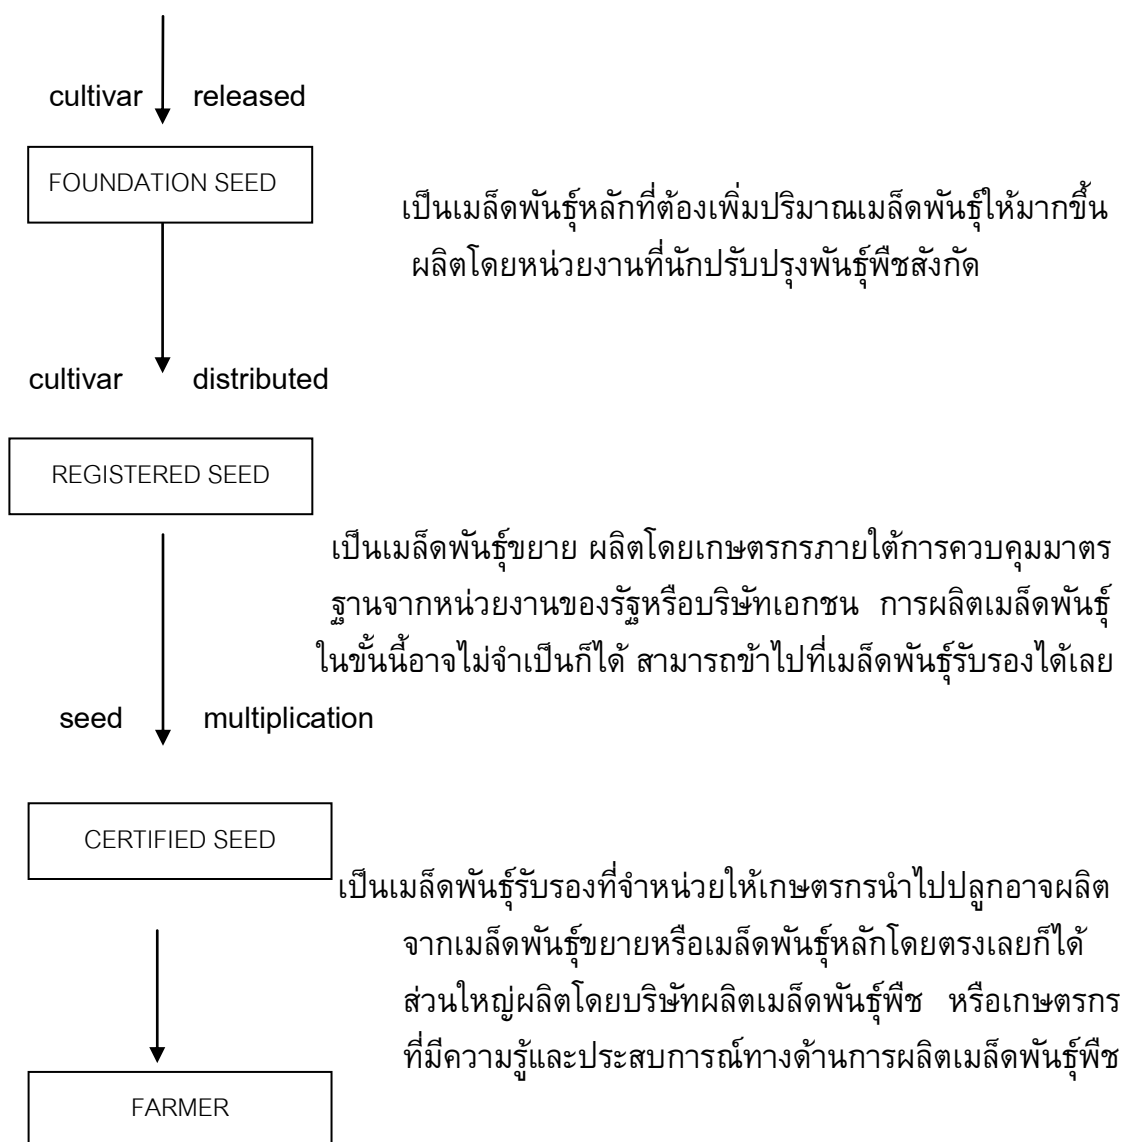 cultivar released
FOUNDATION SEED
เป็นเมล็ดพันธุ์หลักที่ต้องเพิ่มปริมาณเมล็ดพันธุ์ให้มากขึ้น
ผลิตโดยหน่วยงานที่นักปรับปรุงพันธุ์พืชสังกัด
cultivar distributed
REGISTERED SEED
เป็นเมล็ดพันธุ์ขยาย ผลิตโดยเกษตรกรภายใต้การควบคุมมาตร
ฐานจากหน่วยงานของรัฐหรือบริษัทเอกชน การผลิตเมล็ดพันธุ์
ในขั้นนี้อาจไม่จำเป็นก็ได้ สามารถข้าไปที่เมล็ดพันธุ์รับรองได้เลย
seed multiplication
CERTIFIED SEED
เป็นเมล็ดพันธุ์รับรองที่จำหน่วยให้เกษตรกรนำไปปลูกอาจผลิต
จากเมล็ดพันธุ์ขยายหรือเมล็ดพันธุ์หลักโดยตรงเลยก็ได้
ส่วนใหญ่ผลิตโดยบริษัทผลิตเมล็ดพันธุ์พืช หรือเกษตรกร
ที่มีความรู้และประสบการณ์ทางด้านการผลิตเมล็ดพันธุ์พืช
FARMER